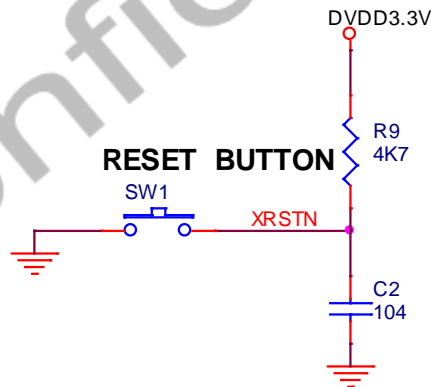 DVDD3.3V
R9
4K7
RESET BUTTON
SW1
XRSTN
C2
104